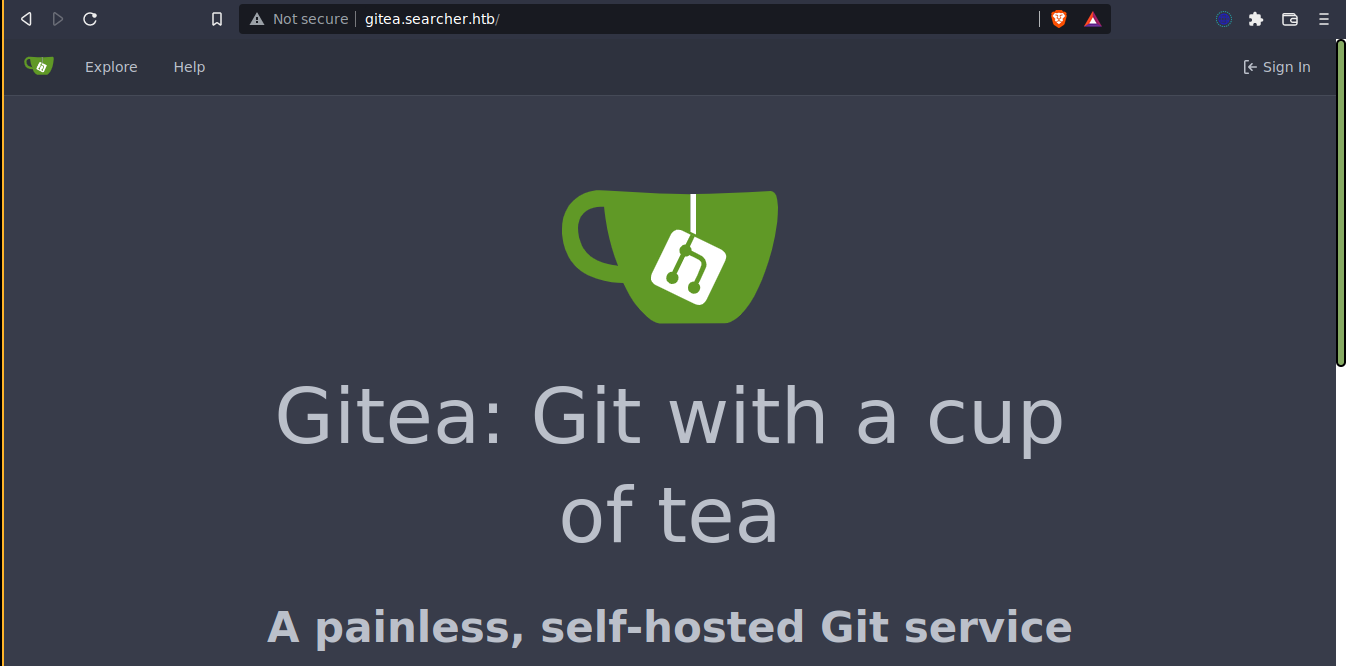 Not secure gitea.searcher.htb/
Explore Help Sign In
Gitea: Git with a cup
of tea
A painless, self-hosted Git service